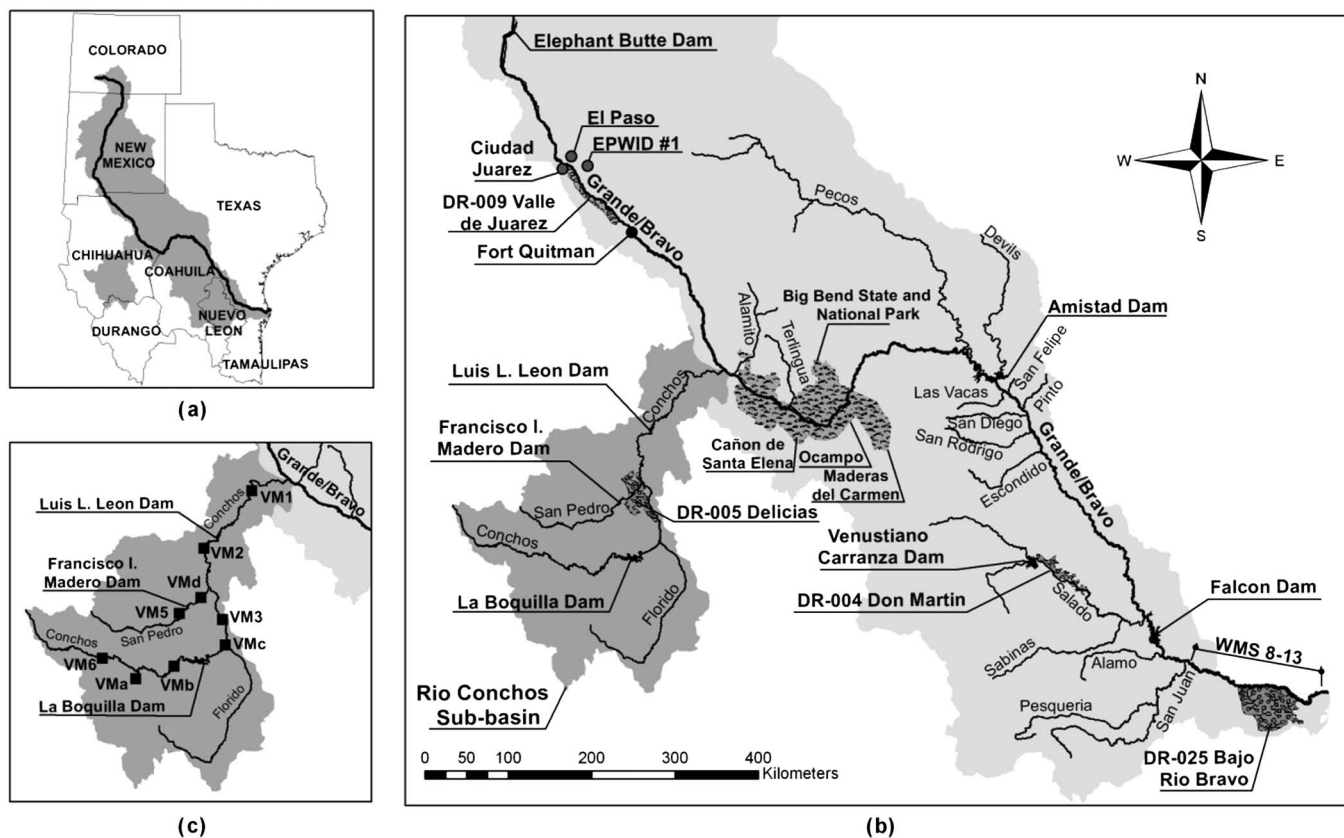 COLORADO
NEW
MEXICO
TEXAS
CHIHUAHUA
COAHUILA
DURANGO
NUEVO
LEON
TAMAULIPAS
(a)
Elephant Butte Dam
El Paso
EPWID #1
Ciudad
Juarez
Grande/Bravo
DR-009 Valle
de Juarez
Fort Quitman
Pecos
Devils
N
W
E
S
Alamito
Terlingua
Big Bend State and
National Park
Amistad Dam
San Felipe
Las Vacas
Pinto
San Diego
San Rodrigo
Grande/Bravo
Escondido
Luis L. Leon Dam
Conchos
Francisco I.
Madero Dam
Cañon de
Santa Elena
Ocampo
Maderas
del Carmen
San Pedro
DR-005 Delicias
Conchos
Venustiano
Carranza Dam
La Boquilla Dam
Florido
DR-004 Don Martin
Salado
Falcon Dam
Sabinas
Alamo
WMS 8-13
San Juan
Pesqueria
Rio Conchos
Sub-basin
DR-025 Bajo
Rio Bravo
0 25 50 100 200 300 400
Kilometers
(b)
Grande/Bravo
VM1
Conchos
Luis L. Leon Dam
VM2
Francisco I.
Madero Dam
VMd
VM5
VM3
San Pedro
VMc
Conchos
VM6
VMa
VMb
La Boquilla Dam
Florido
(c)